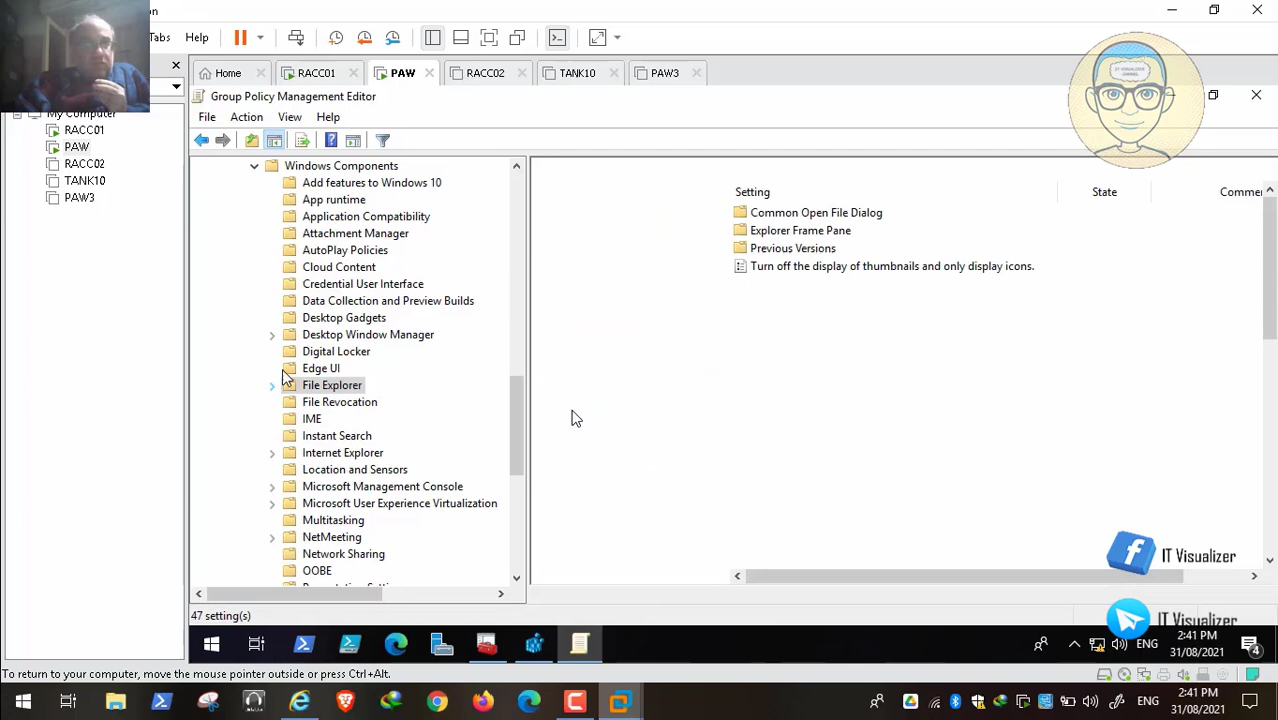 on
Tabs Help
Home RACC01 PAW RACC02 TANK10 PAW3
IT VISUALIZER
CHANNEL
Group Policy Management Editor
File Action View Help
My Computer
RACC01
PAW
RACC02
TANK10
PAW3
Windows Components
Add features to Windows 10
App runtime
Application Compatibility
Attachment Manager
AutoPlay Policies
Cloud Content
Credential User Interface
Data Collection and Preview Builds
Desktop Gadgets
Desktop Window Manager
Digital Locker
Edge UI
File Explorer
File Revocation
IME
Instant Search
Internet Explorer
Location and Sensors
Microsoft Management Console
Microsoft User Experience Virtualization
Multitasking
NetMeeting
Network Sharing
OOBE
Setting State Comme
Common Open File Dialog
Explorer Frame Pane
Previous Versions
Turn off the display of thumbnails and only display icons.
IT Visualizer
IT Visualizer
47 setting(s)
ENG 2:41 PM
31/08/2021 4
To return to your computer, move the mouse pointer outside or press Ctrl+Alt.
ENG 2:41 PM
31/08/2021